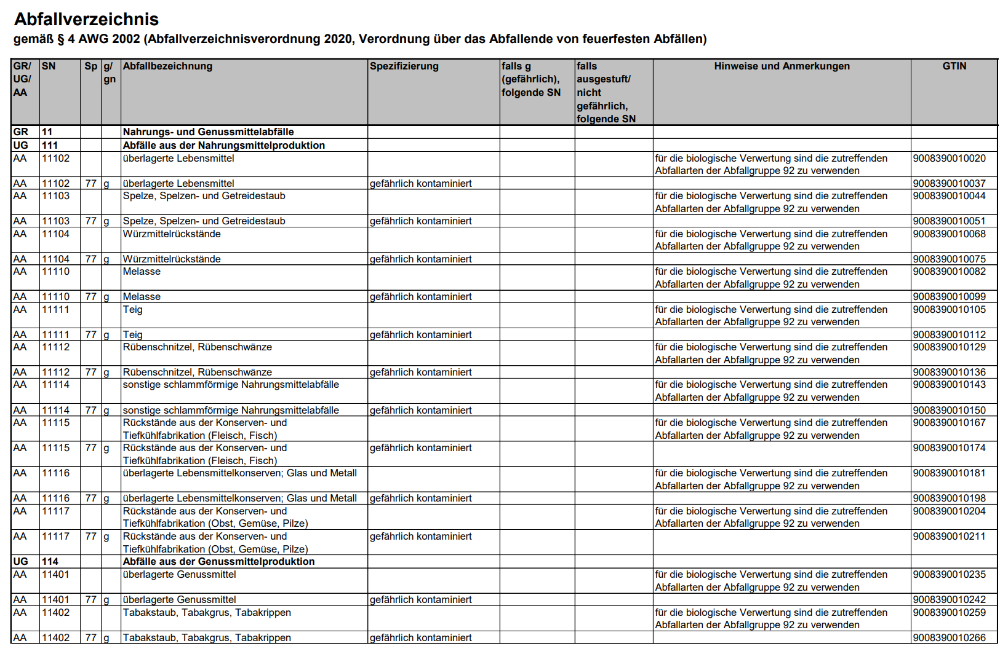 Abfallverzeichnis
gemäß § 4 AWG 2002 (Abfallverzeichnisverordnung 2020, Verordnung über das Abfallende von feuerfesten Abfällen)
GR/ SN Sp g/ Abfallbezeichnung Spezifizierung falls g falls Hinweise und Anmerkungen GTIN
UG/ gn (gefährlich), ausgestuft/
AA folgende SN nicht
gefährlich,
folgende SN
GR 11 Nahrungs- und Genussmittelabfälle
UG 111 Abfälle aus der Nahrungsmittelproduktion
AA 11102 überlagerte Lebensmittel für die biologische Verwertung sind die zutreffenden 9008390010020
Abfallarten der Abfallgruppe 92 zu verwenden
AA 11102 77 g überlagerte Lebensmittel gefährlich kontaminiert 9008390010037
AA 11103 Spelze, Spelzen- und Getreidestaub für die biologische Verwertung sind die zutreffenden 9008390010044
Abfallarten der Abfallgruppe 92 zu verwenden
AA 11103 77 g Spelze, Spelzen- und Getreidestaub gefährlich kontaminiert 9008390010051
AA 11104 Würzmittelrückstände für die biologische Verwertung sind die zutreffenden 9008390010068
Abfallarten der Abfallgruppe 92 zu verwenden
AA 11104 77 g Würzmittelrückstände gefährlich kontaminiert 9008390010075
AA 11110 Melasse für die biologische Verwertung sind die zutreffenden 9008390010082
Abfallarten der Abfallgruppe 92 zu verwenden
AA 11110 77 g Melasse gefährlich kontaminiert 9008390010099
AA 11111 Teig für die biologische Verwertung sind die zutreffenden 9008390010105
Abfallarten der Abfallgruppe 92 zu verwenden
AA 11111 77 g Teig gefährlich kontaminiert 9008390010112
AA 11112 Rübenschnitzel, Rübenschwänze für die biologische Verwertung sind die zutreffenden 9008390010129
Abfallarten der Abfallgruppe 92 zu verwenden
AA 11112 77 g Rübenschnitzel, Rübenschwänze gefährlich kontaminiert 9008390010136
AA 11114 sonstige schlammförmige Nahrungsmittelabfälle für die biologische Verwertung sind die zutreffenden 9008390010143
Abfallarten der Abfallgruppe 92 zu verwenden
AA 11114 77 g sonstige schlammförmige Nahrungsmittelabfälle gefährlich kontaminiert 9008390010150
AA 11115 Rückstände aus der Konserven- und für die biologische Verwertung sind die zutreffenden 9008390010167
Tiefkühlfabrikation (Fleisch, Fisch) Abfallarten der Abfallgruppe 92 zu verwenden
AA 11115 77 g Rückstände aus der Konserven- und gefährlich kontaminiert 9008390010174
Tiefkühlfabrikation (Fleisch, Fisch)
AA 11116 überlagerte Lebensmittelkonserven; Glas und Metall für die biologische Verwertung sind die zutreffenden 9008390010181
Abfallarten der Abfallgruppe 92 zu verwenden
AA 11116 77 g überlagerte Lebensmittelkonserven; Glas und Metall gefährlich kontaminiert 9008390010198
AA 11117 Rückstände aus der Konserven- und für die biologische Verwertung sind die zutreffenden 9008390010204
Tiefkühlfabrikation (Obst, Gemüse, Pilze) Abfallarten der Abfallgruppe 92 zu verwenden
AA 11117 77 g Rückstände aus der Konserven- und gefährlich kontaminiert 9008390010211
Tiefkühlfabrikation (Obst, Gemüse, Pilze)
UG 114 Abfälle aus der Genussmittelproduktion
AA 11401 überlagerte Genussmittel für die biologische Verwertung sind die zutreffenden 9008390010235
Abfallarten der Abfallgruppe 92 zu verwenden
AA 11401 77 g überlagerte Genussmittel gefährlich kontaminiert 9008390010242
AA 11402 Tabakstaub, Tabakgrus, Tabakrippen für die biologische Verwertung sind die zutreffenden 9008390010259
Abfallarten der Abfallgruppe 92 zu verwenden
AA 11402 77 g Tabakstaub, Tabakgrus, Tabakrippen gefährlich kontaminiert 9008390010266